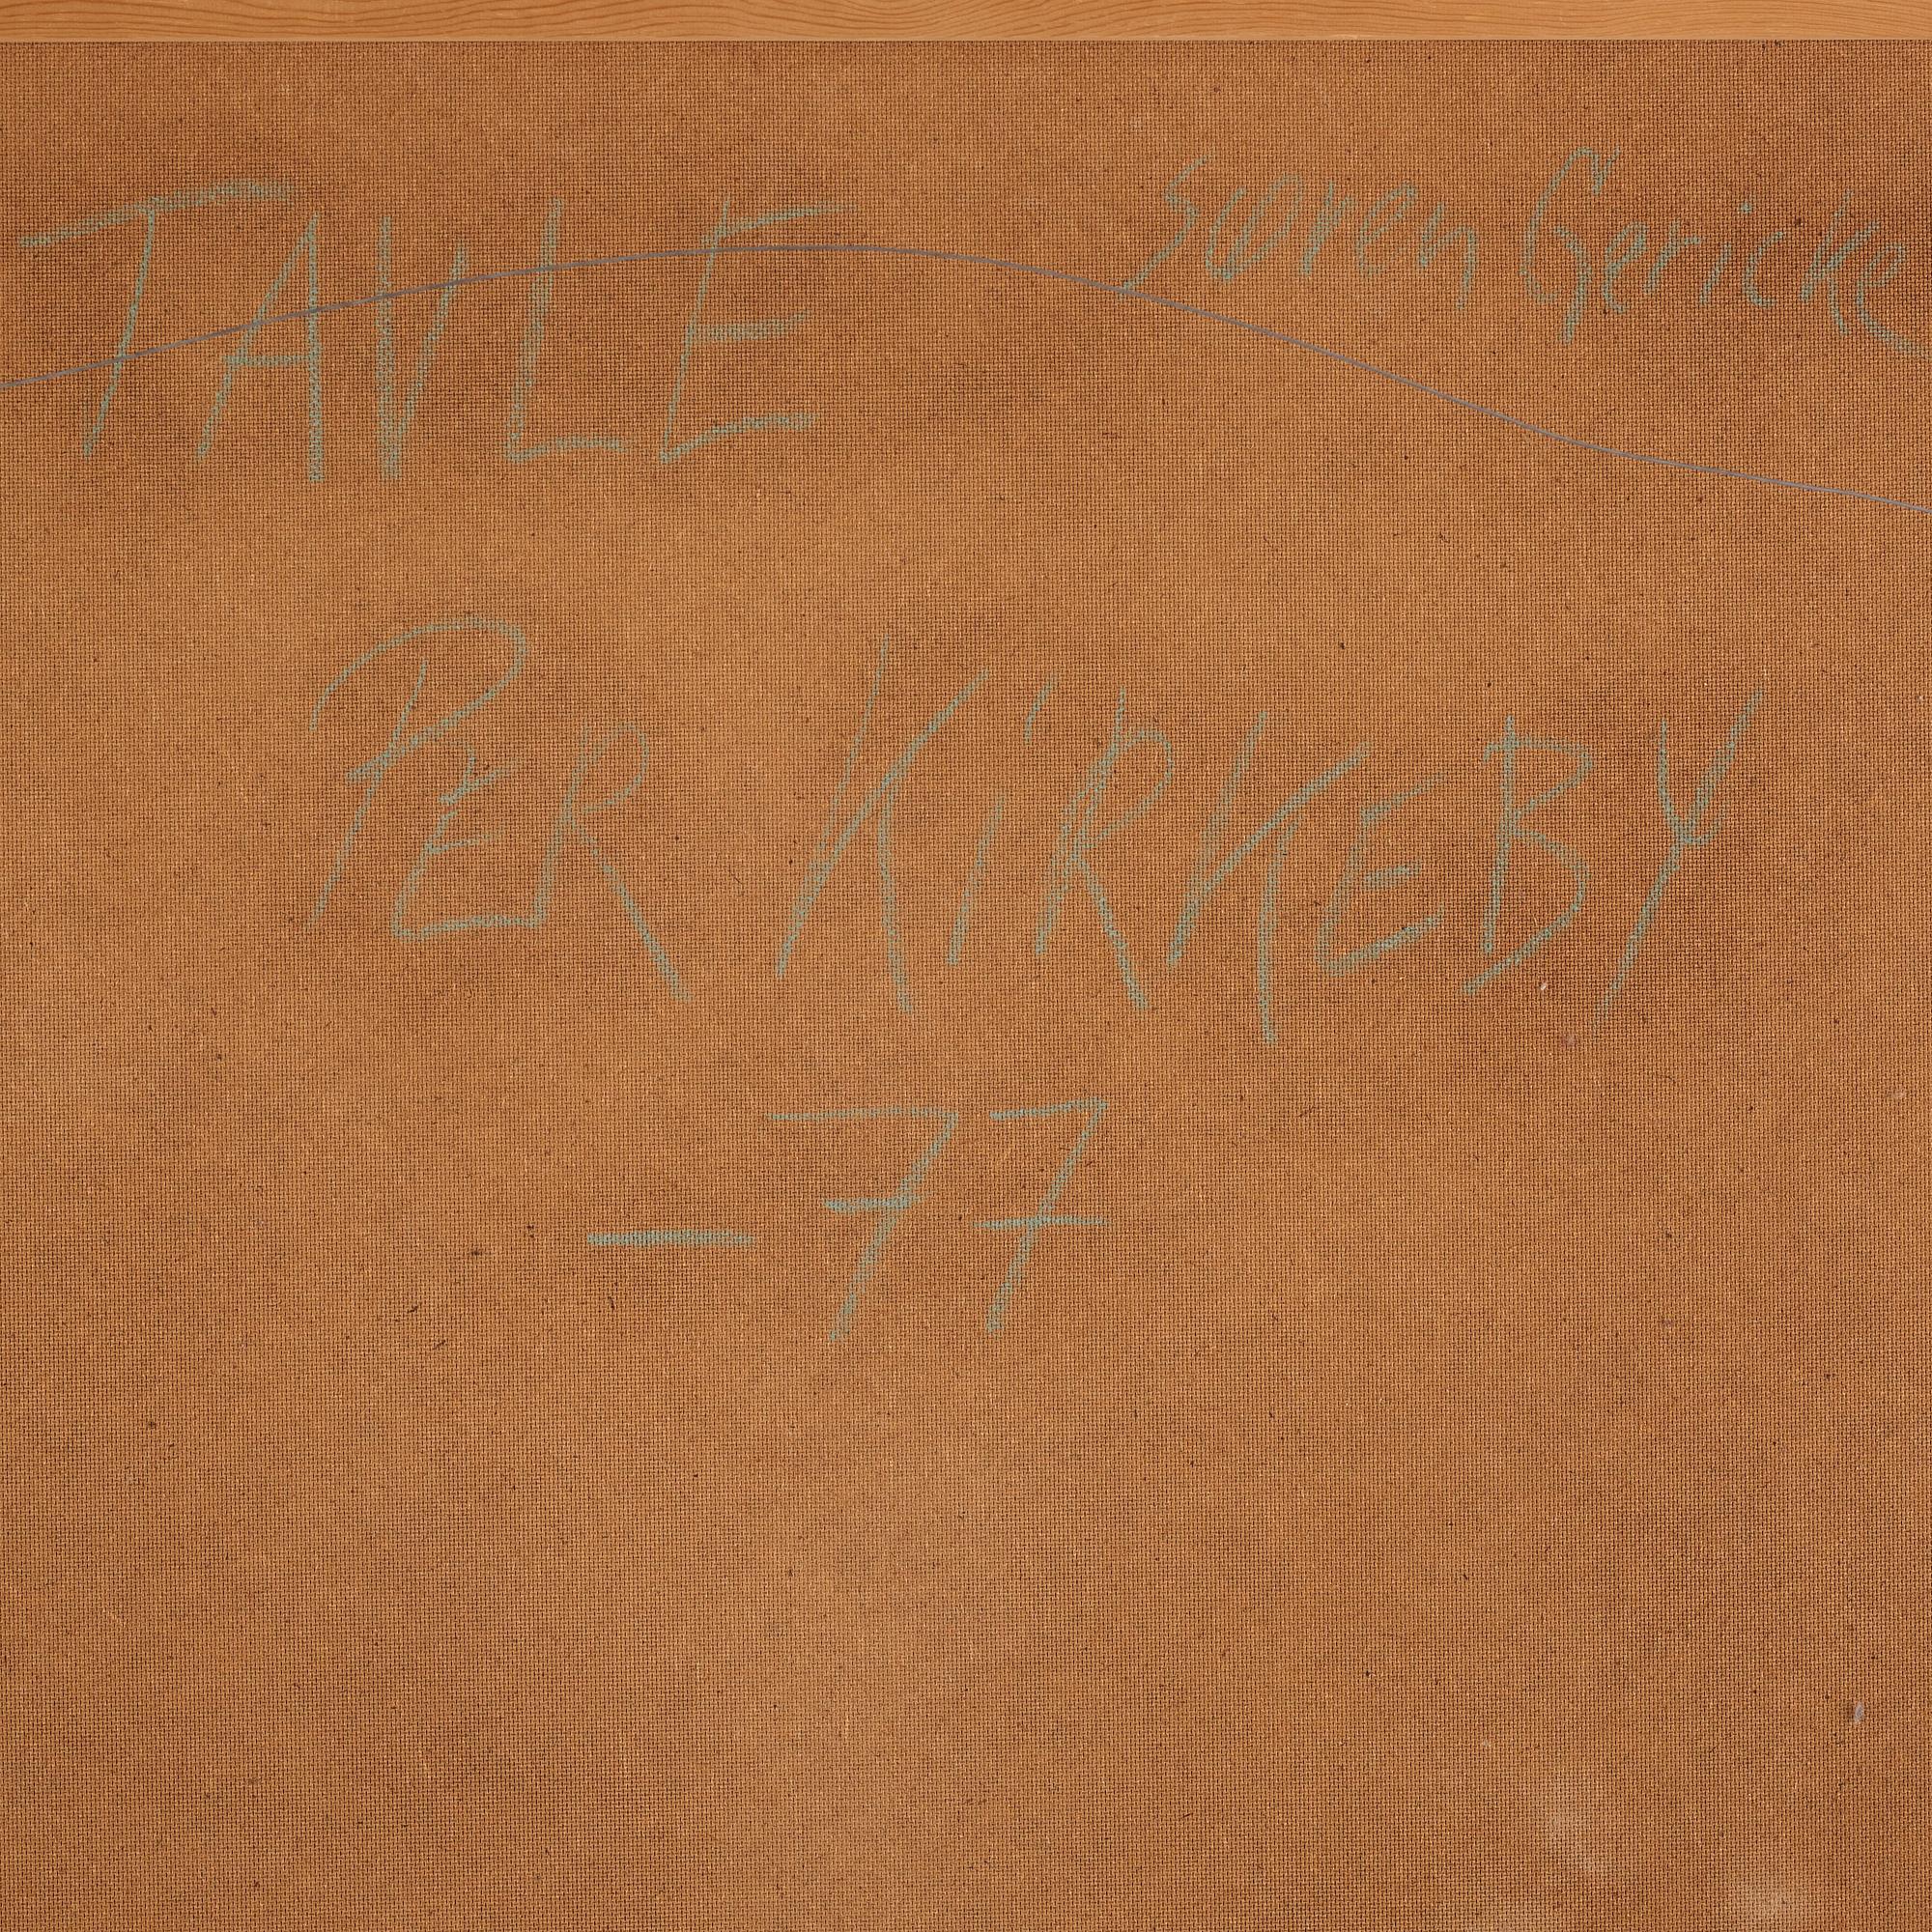 TAVLE
Søren Gericke
PER KiRKEBY
- 77